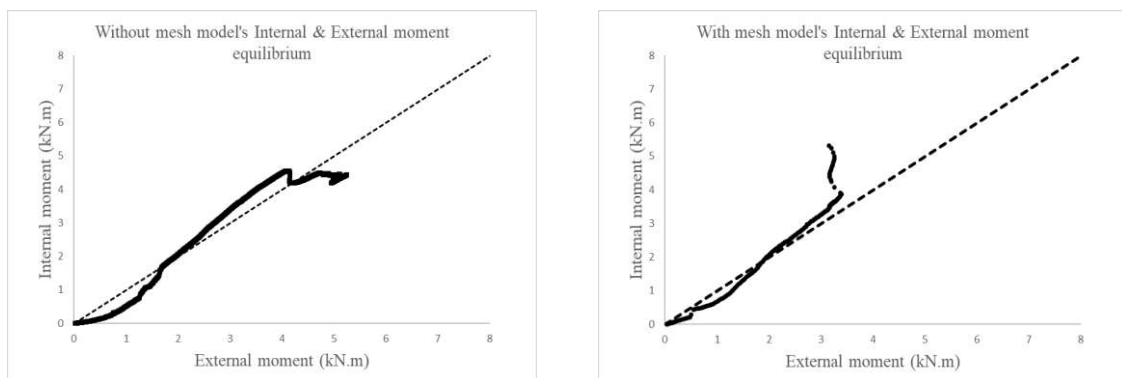 Without mesh model's Internal & External moment
equilibrium
8
7
6
5
4
3
2
1
0
Internal moment (kN.m)
0 1 2 3 4 5 6 7 8
External moment (kN.m)
With mesh model's Internal & External moment
equilibrium
8
7
6
5
4
3
2
1
0
Internal moment (kN.m)
0 1 2 3 4 5 6 7 8
External moment (kN.m)